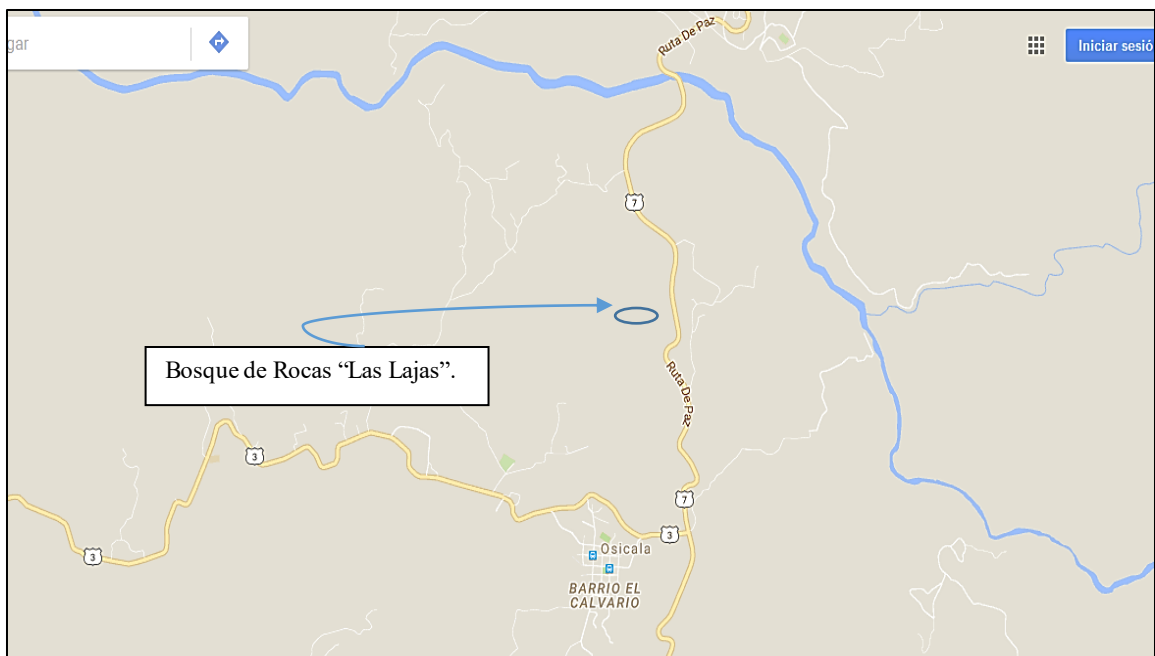 gar
Iniciar sesió
Ruta De Paz
7
Bosque de Rocas “Las Lajas”.
Ruta De Paz
3
7
3
3
Osicala
BARRIO EL
CALVARIO